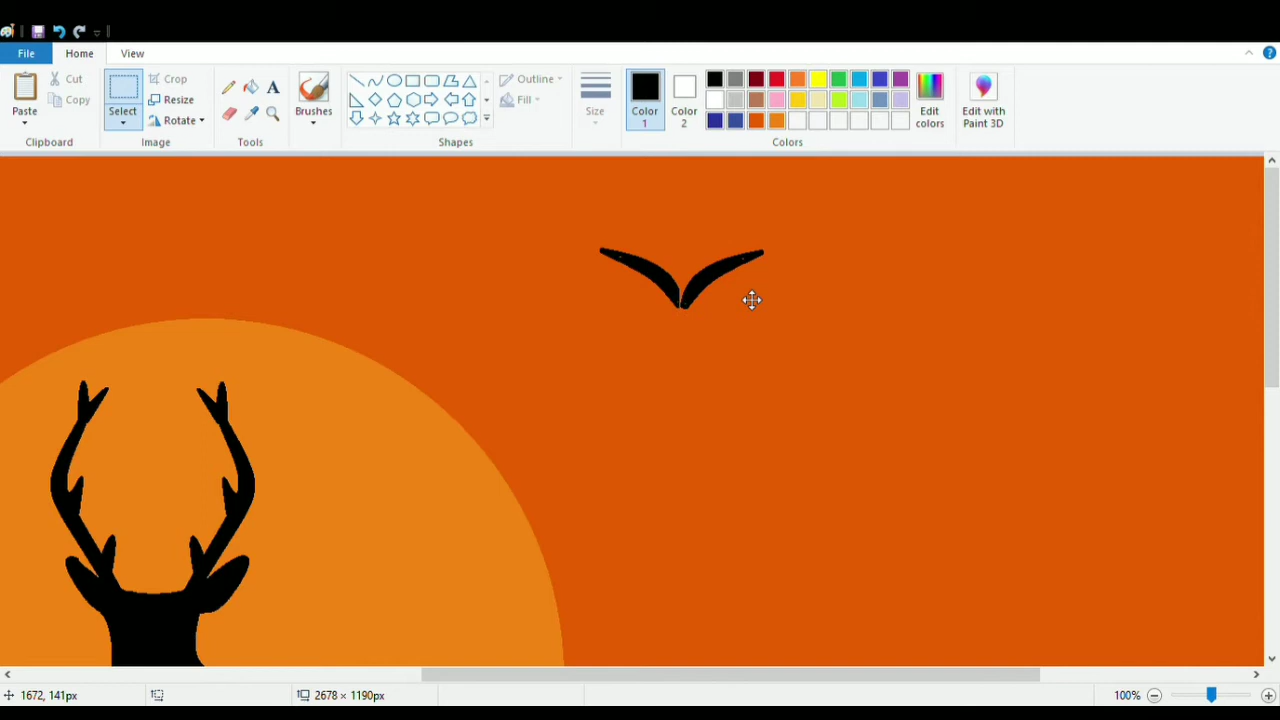 File Home View
Paste
Cut
Copy
Clipboard
Select
Crop
Resize
Rotate
Image
A
Tools
Brushes
Outline
Fill
Shapes
Size
Color
1
Color
2
Edit
colors
Colors
Edit with
Paint 3D
?
1672, 141px
2678 × 1190px
100%